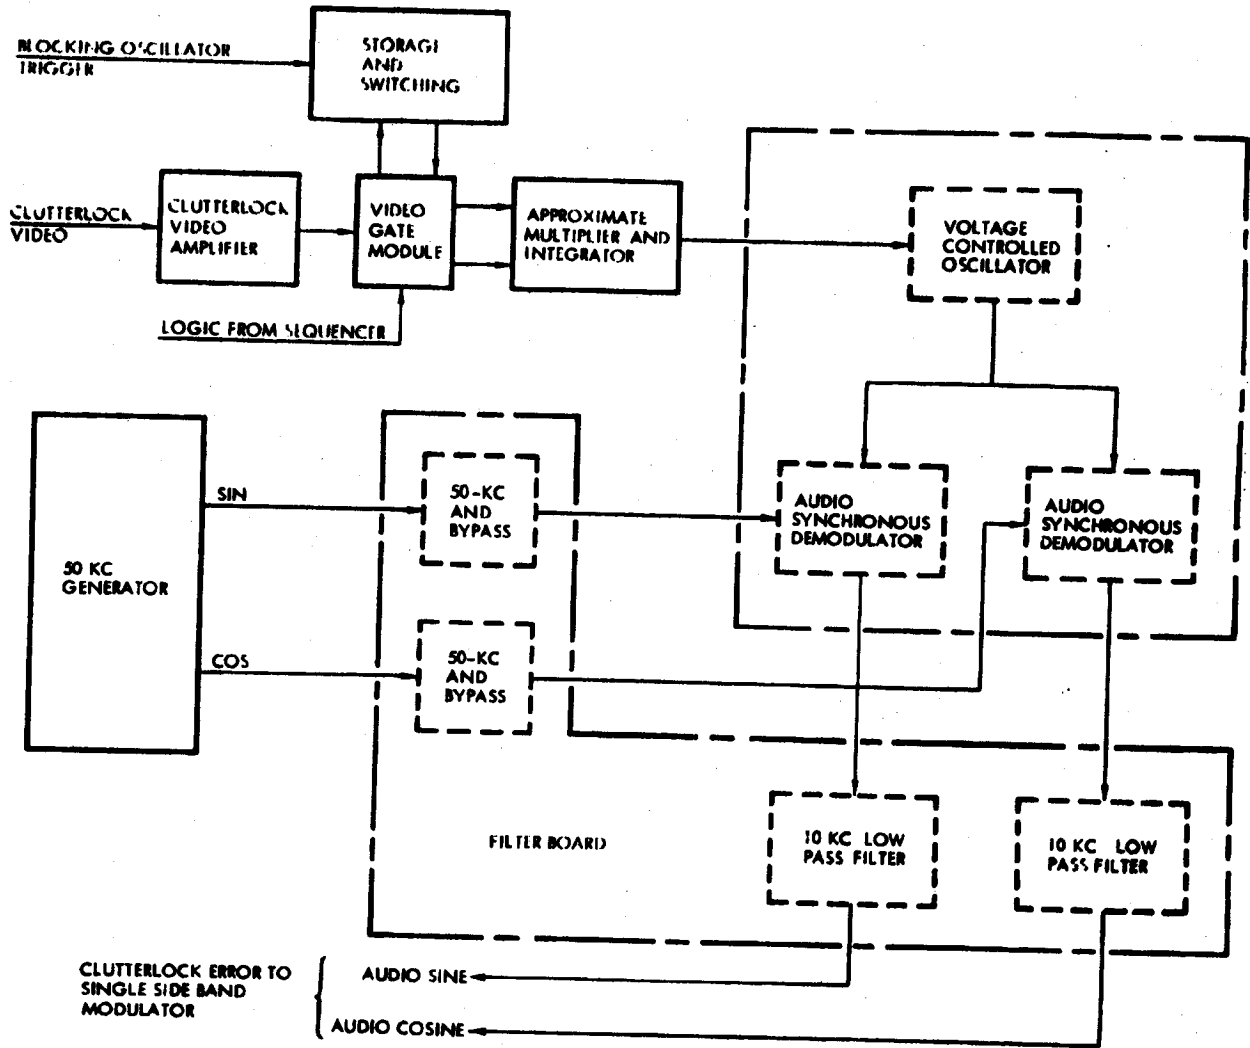 BLOCKING OSCILLATOR
TRIGGER
STORAGE
AND
SWITCHING
CLUTTERLOCK
VIDEO
CLUTTERLOCK
VIDEO
AMPLIFIER
VIDEO
GATE
MODULE
APPROXIMATE
MULTIPLIER AND
INTEGRATOR
VOLTAGE
CONTROLLED
OSCILLATOR
LOGIC FROM SEQUENCER
50 KC
GENERATOR
SIN
50-KC
AND
BYPASS
AUDIO
SYNCHRONOUS
DEMODULATOR
AUDIO
SYNCHRONOUS
DEMODULATOR
COS
50-KC
AND
BYPASS
FILTER BOARD
10 KC LOW
PASS FILTER
10 KC LOW
PASS FILTER
CLUTTERLOCK ERROR TO
SINGLE SIDE BAND
MODULATOR
AUDIO SINE
AUDIO COSINE